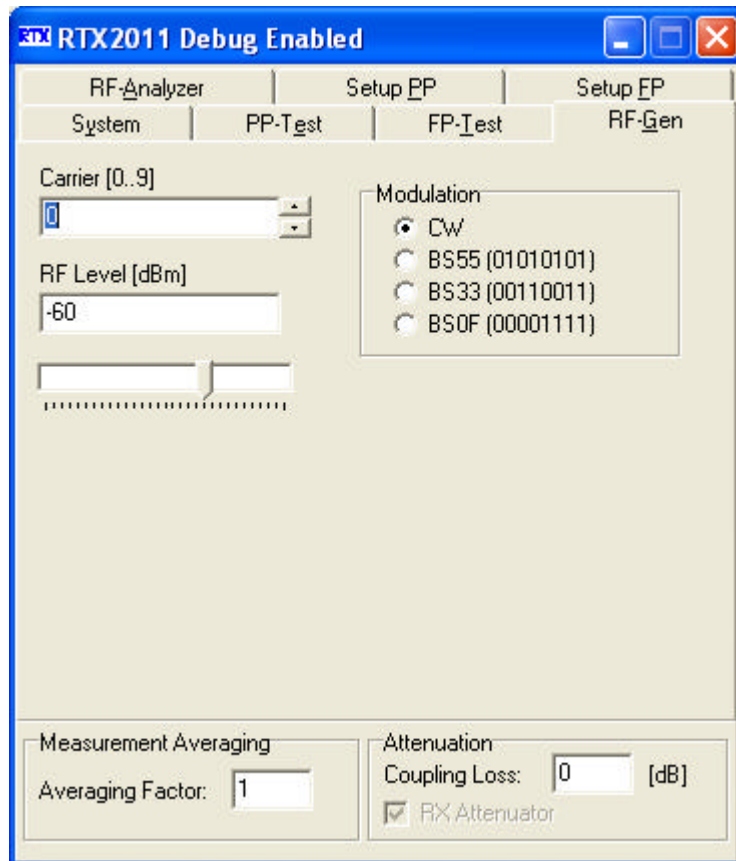 RTX RTX2011 Debug Enabled
RF-Analyzer Setup PP Setup FP
System PP-Test FP-Test RF-Gen
Carrier [0..9]
0
RF Level [dBm]
-60
Modulation
CW
BS55 (01010101)
BS33 (00110011)
BS0F (00001111)
Measurement Averaging
Averaging Factor: 1
Attenuation
Coupling Loss: 0 [dB]
RX Attenuator